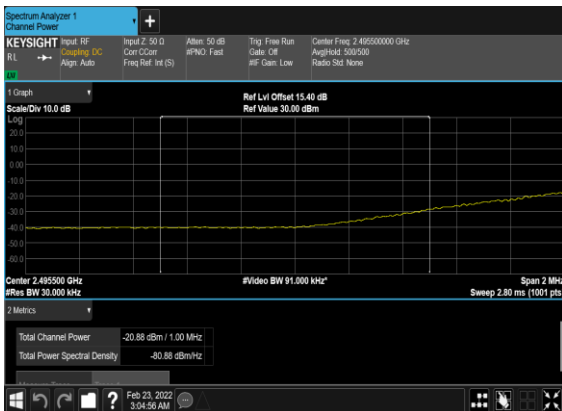 Spectrum Analyzer 1
Channel Power
+
KEYSIGHT Input: RF Input Z: 50 Ω Atten: 50 dB Trig: Free Run Center Freq: 2.495500000 GHz
RL Coupling: DC Corr CCorr #PNO: Fast Gate: Off Avg|Hold: 500/500
Align: Auto Freq Ref: Int (S) #IF Gain: Low Radio Std: None
1 Graph
Ref Lvl Offset 15.40 dB
Scale/Div 10.0 dB Ref Value 30.00 dBm
Log
20.0
10.0
0.00
-10.0
-20.0
-30.0
-40.0
-50.0
-60.0
Center 2.495500 GHz #Video BW 91.000 kHz* Span 2 MHz
#Res BW 30.000 kHz Sweep 2.80 ms (1001 pts
2 Metrics
Total Channel Power -20.88 dBm / 1.00 MHz
Total Power Spectral Density -80.88 dBm/Hz
? Feb 23, 2022
3:04:56 AM